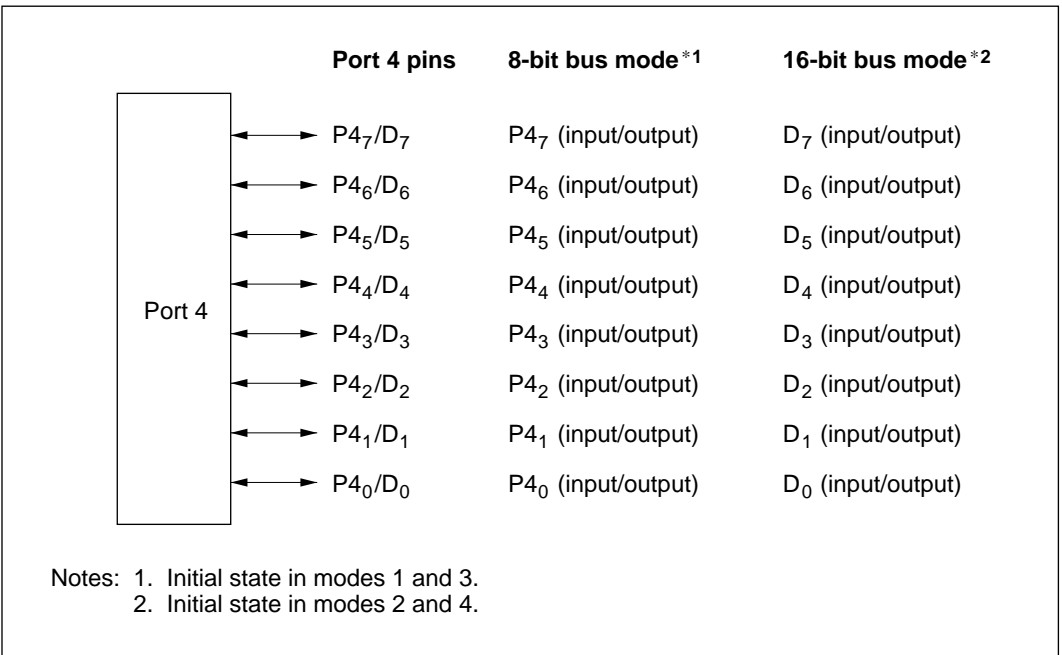 Port 4 pins 8-bit bus mode*1 16-bit bus mode*2
P4₇/D₇ P4₇ (input/output) D₇ (input/output)
P4₆/D₆ P4₆ (input/output) D₆ (input/output)
P4₅/D₅ P4₅ (input/output) D₅ (input/output)
P4₄/D₄ P4₄ (input/output) D₄ (input/output)
Port 4
P4₃/D₃ P4₃ (input/output) D₃ (input/output)
P4₂/D₂ P4₂ (input/output) D₂ (input/output)
P4₁/D₁ P4₁ (input/output) D₁ (input/output)
P4₀/D₀ P4₀ (input/output) D₀ (input/output)
Notes: 1. Initial state in modes 1 and 3.
2. Initial state in modes 2 and 4.